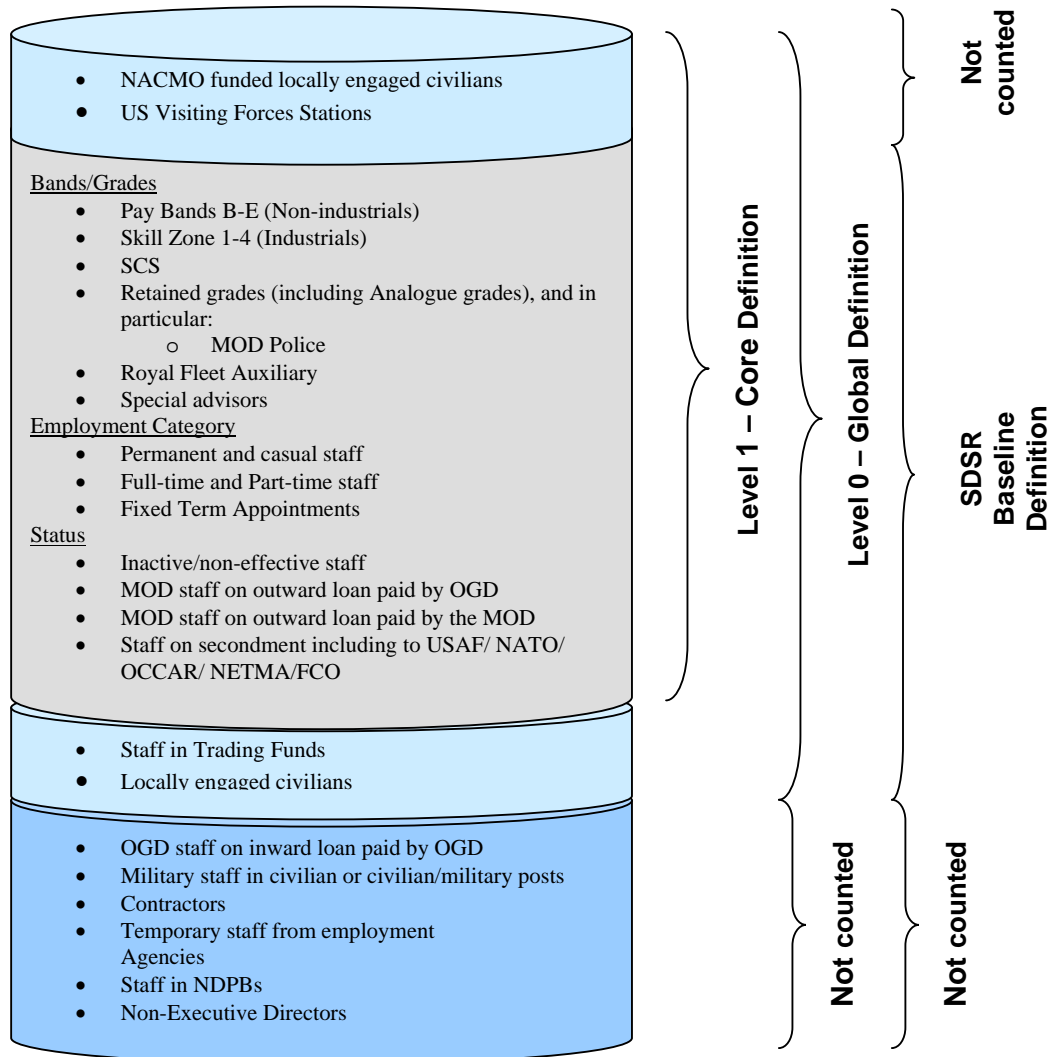 • NACMO funded locally engaged civilians
• US Visiting Forces Stations
Bands/Grades
• Pay Bands B-E (Non-industrials)
• Skill Zone 1-4 (Industrials)
• SCS
• Retained grades (including Analogue grades), and in
particular:
o MOD Police
• Royal Fleet Auxiliary
• Special advisors
Employment Category
• Permanent and casual staff
• Full-time and Part-time staff
• Fixed Term Appointments
Status
• Inactive/non-effective staff
• MOD staff on outward loan paid by OGD
• MOD staff on outward loan paid by the MOD
• Staff on secondment including to USAF/ NATO/
OCCAR/ NETMA/FCO
• Staff in Trading Funds
• Locally engaged civilians
• OGD staff on inward loan paid by OGD
• Military staff in civilian or civilian/military posts
• Contractors
• Temporary staff from employment
Agencies
• Staff in NDPBs
• Non-Executive Directors
Level 1 – Core Definition
Level 0 – Global Definition
Not counted
Not
counted
SDSR
Baseline
Definition
Not counted